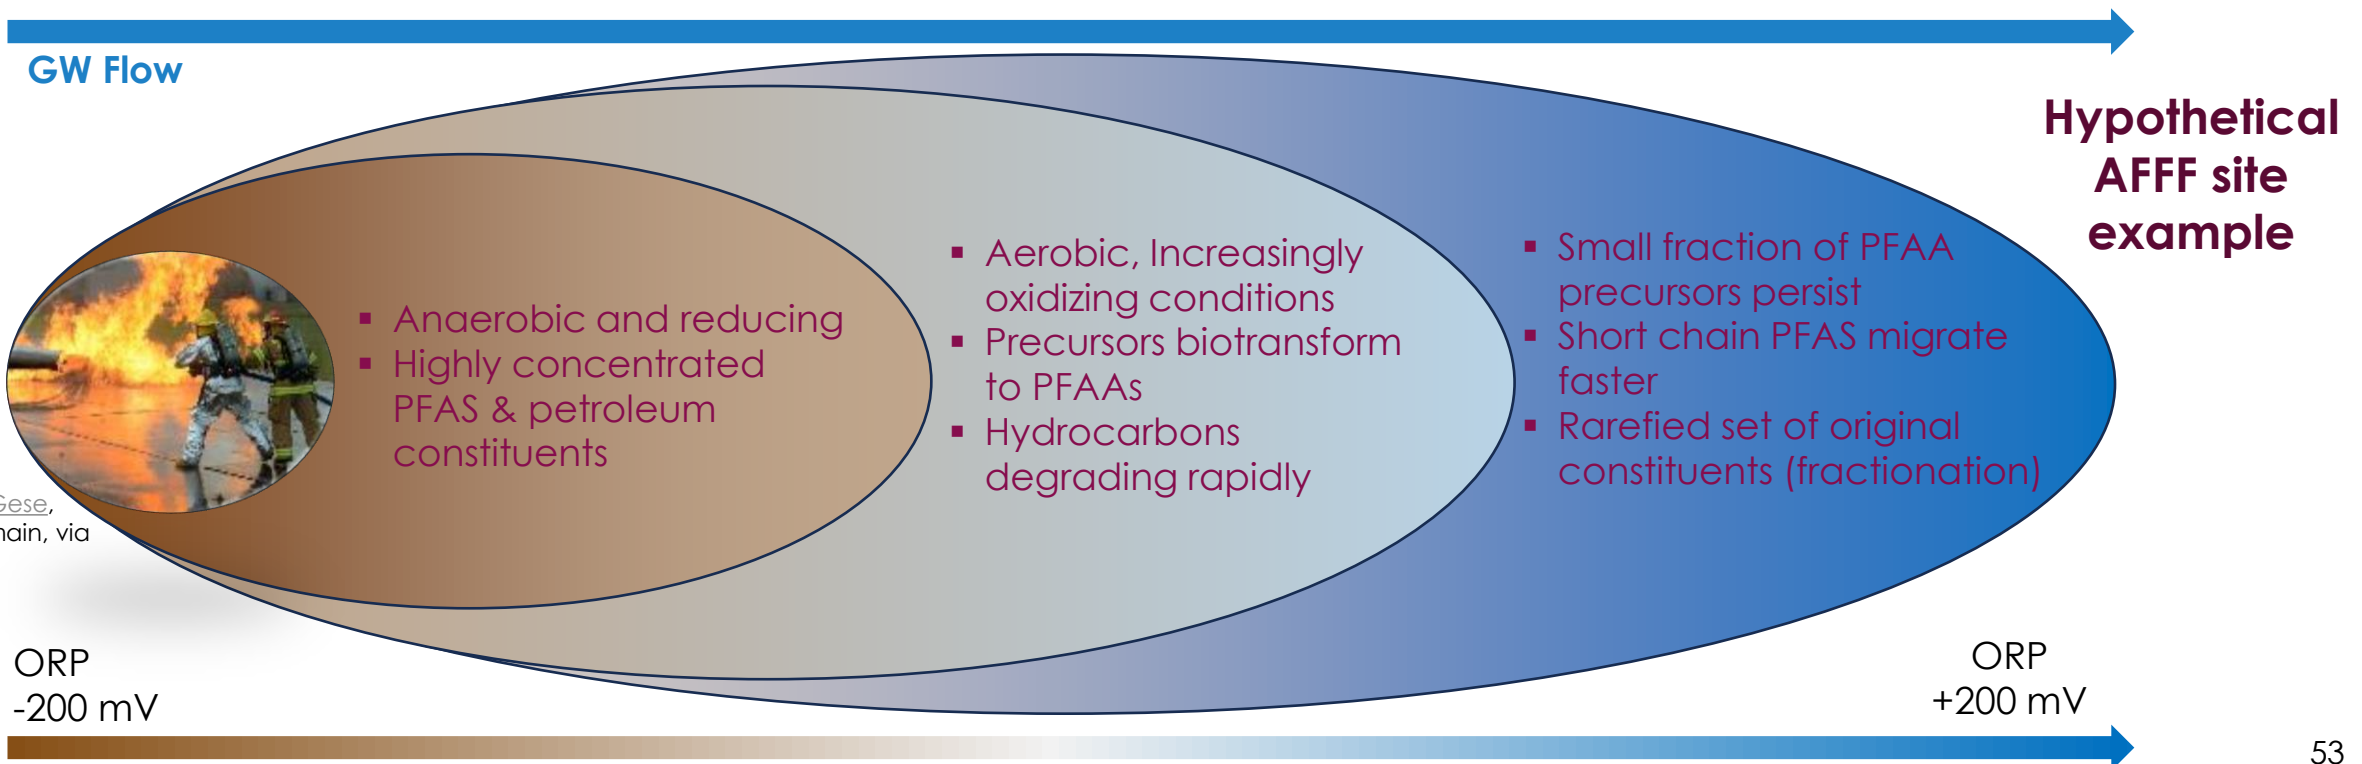 GW Flow
Hypothetical
AFFF site
example
▪ Anaerobic and reducing
▪ Highly concentrated
PFAS & petroleum
constituents
▪ Aerobic, Increasingly
oxidizing conditions
▪ Precursors biotransform
to PFAAs
▪ Hydrocarbons
degrading rapidly
▪ Small fraction of PFAA
precursors persist
▪ Short chain PFAS migrate
faster
▪ Rarefied set of original
constituents (fractionation)
Gese,
main, via
ORP
-200 mV
ORP
+200 mV
53